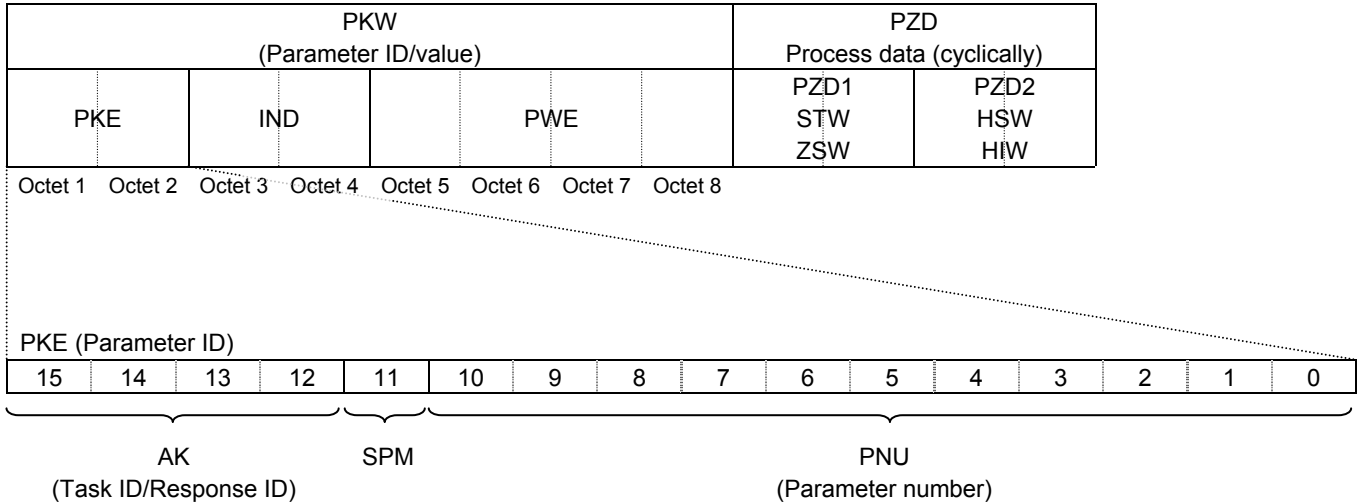 PKW
(Parameter ID/value)
PZD
Process data (cyclically)
PKE IND PWE
PZD1
STW
ZSW
PZD2
HSW
HIW
Octet 1 Octet 2 Octet 3 Octet 4 Octet 5 Octet 6 Octet 7 Octet 8
PKE (Parameter ID)
15 14 13 12 11 10 9 8 7 6 5 4 3 2 1 0
AK
(Task ID/Response ID)
SPM
PNU
(Parameter number)